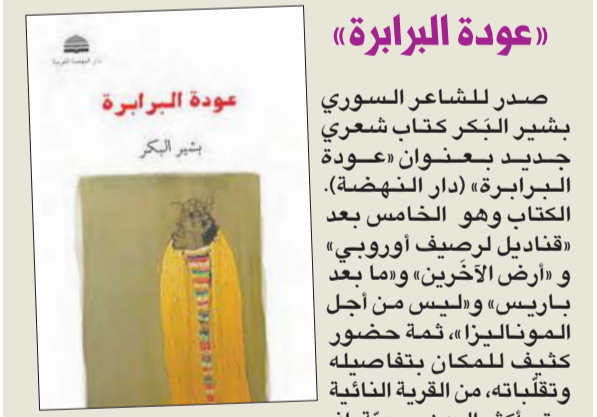 «عودة البرابرة»
دار النهضة العربية
عودة البرابرة
بشير البكر
صدر للشاعر السوري
بشير البَكر كتاب شعري
جديد بعنوان «عودة
البرابرة» (دار النهضة).
الكتاب وهو الخامس بعد
«قناديل لرصيف أوروبي»
و «أرض الآخَرين» و«ما بعد
باريس» و«ليس من أجل
الموناليزا»، ثمة حضور
كثيف للمكان بتفاصيله
وتقلّباته، من القرية النائية